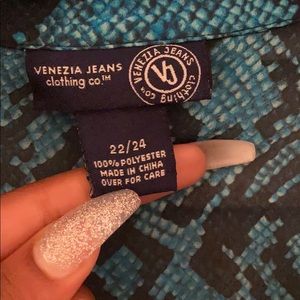 VENEZIA JEANS
clothing co.™
VENEZIA JEANS
clothing co™
VJ
22/24
100% POLYESTER
MADE IN CHINA
OVER FOR CARE